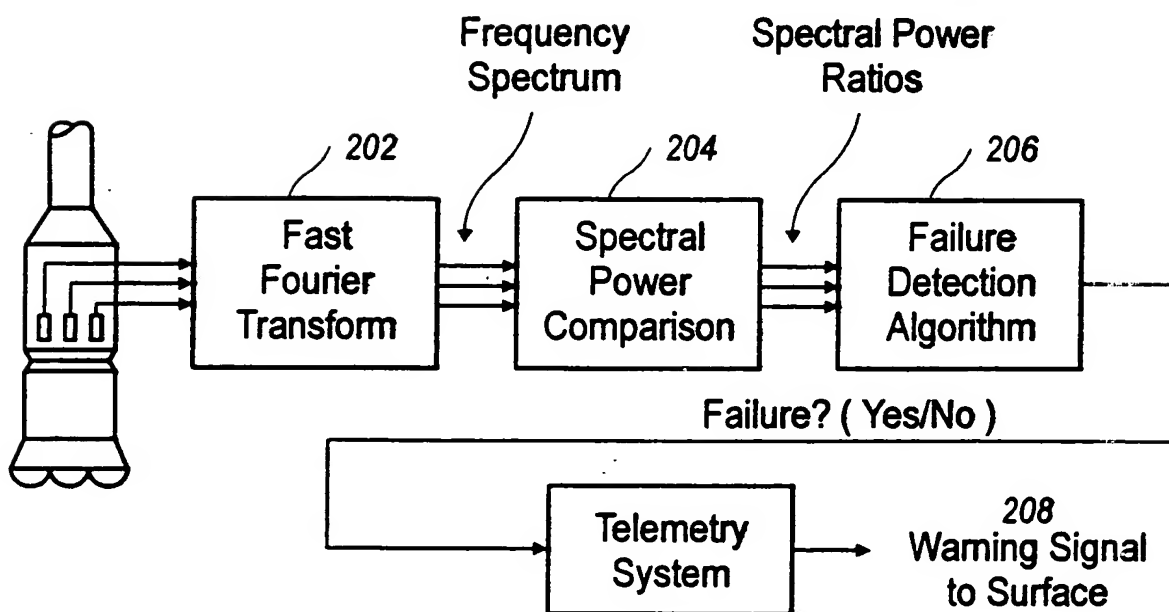 Frequency
Spectrum
Spectral Power
Ratios
202
204
206
Fast
Fourier
Transform
Spectral
Power
Comparison
Failure
Detection
Algorithm
Failure? ( Yes/No )
Telemetry
System
208
Warning Signal
to Surface